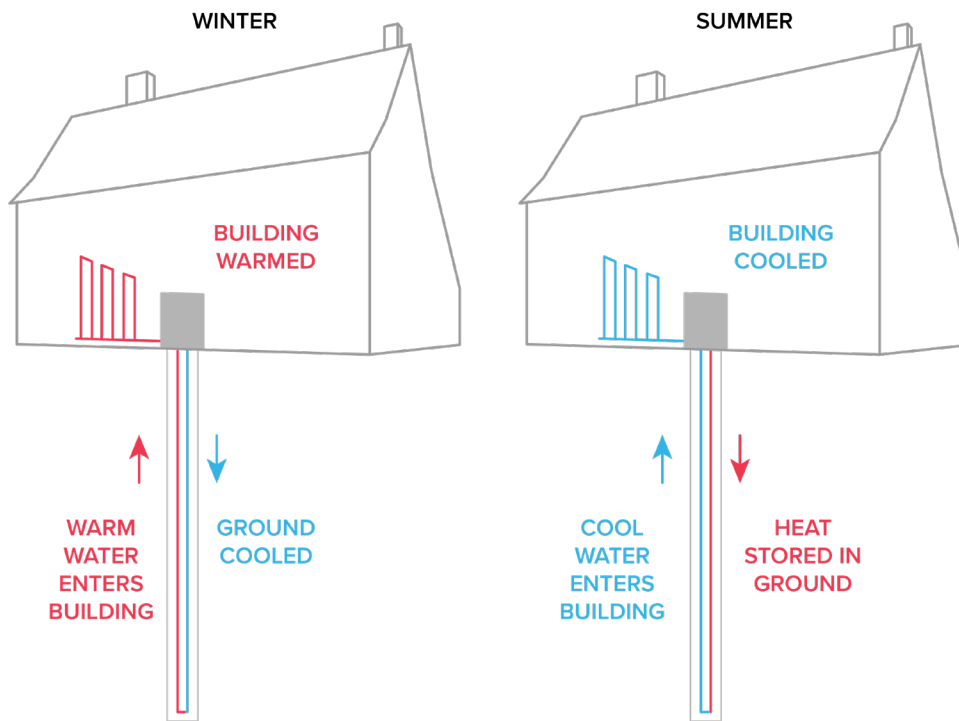 WINTER
BUILDING
WARMED
WARM
WATER
ENTERS
BUILDING
GROUND
COOLED
SUMMER
BUILDING
COOLED
COOL
WATER
ENTERS
BUILDING
HEAT
STORED IN
GROUND